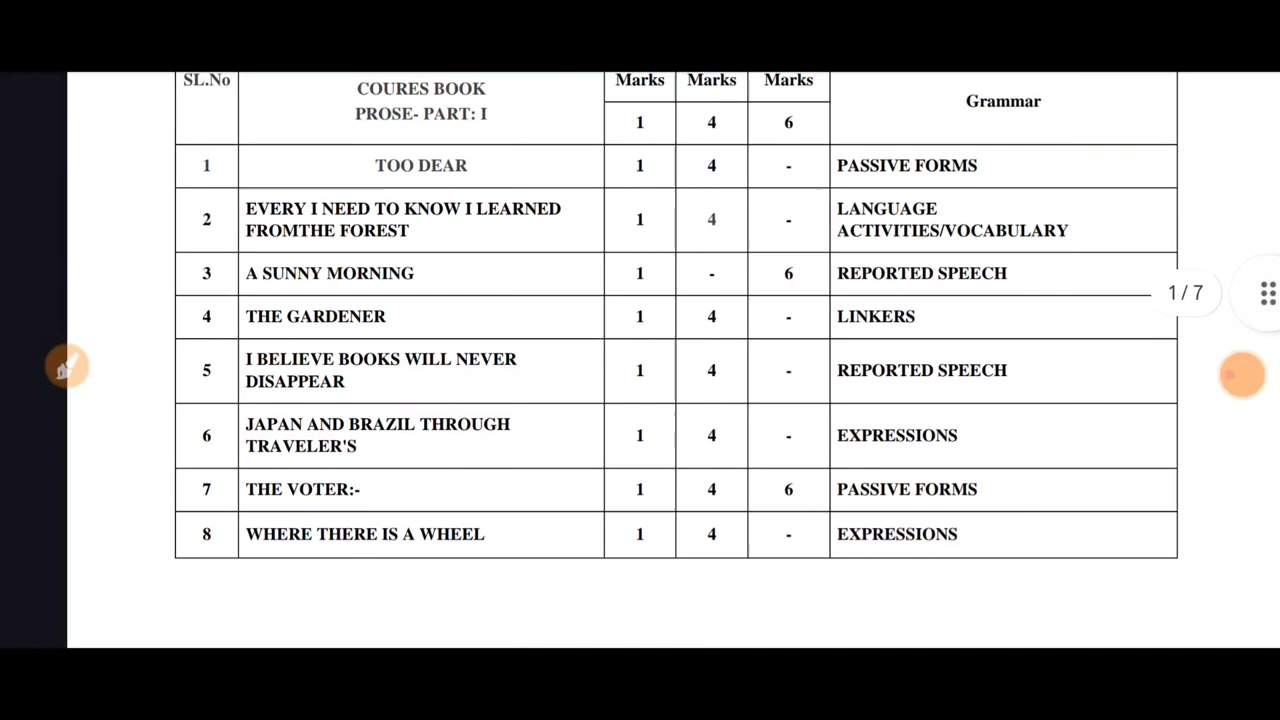 SL.No COURES BOOK Marks Marks Marks Grammar
PROSE- PART: I 1 4 6
1 TOO DEAR 1 4 - PASSIVE FORMS
2 EVERY I NEED TO KNOW I LEARNED 1 4 - LANGUAGE
FROMTHE FOREST ACTIVITIES/VOCABULARY
3 A SUNNY MORNING 1 - 6 REPORTED SPEECH
1 / 7
4 THE GARDENER 1 4 - LINKERS
5 I BELIEVE BOOKS WILL NEVER 1 4 - REPORTED SPEECH
DISAPPEAR
6 JAPAN AND BRAZIL THROUGH 1 4 - EXPRESSIONS
TRAVELER'S
7 THE VOTER:- 1 4 6 PASSIVE FORMS
8 WHERE THERE IS A WHEEL 1 4 - EXPRESSIONS